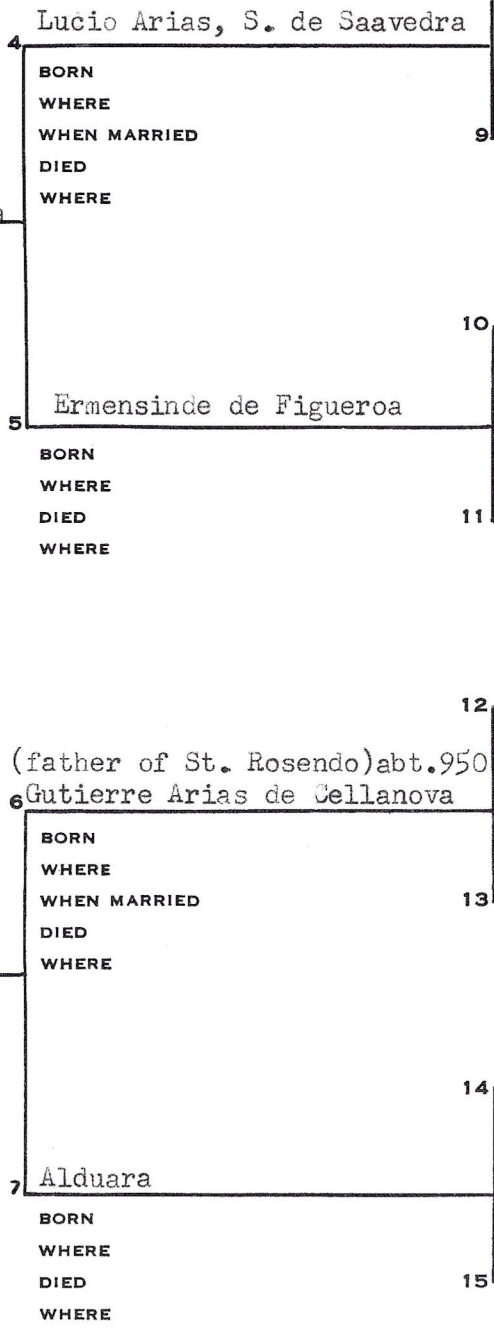 Lucio Arias, S. de Saavedra
4
BORN
WHERE
WHEN MARRIED
9
DIED
WHERE
10
Ermensinde de Figueroa
5
BORN
WHERE
DIED
11
WHERE
12
(father of St. Rosendo)abt.950
6 Gutierre Arias de Cellanova
BORN
WHERE
WHEN MARRIED
13
DIED
WHERE
14
7 Alduara
BORN
WHERE
DIED
15
WHERE